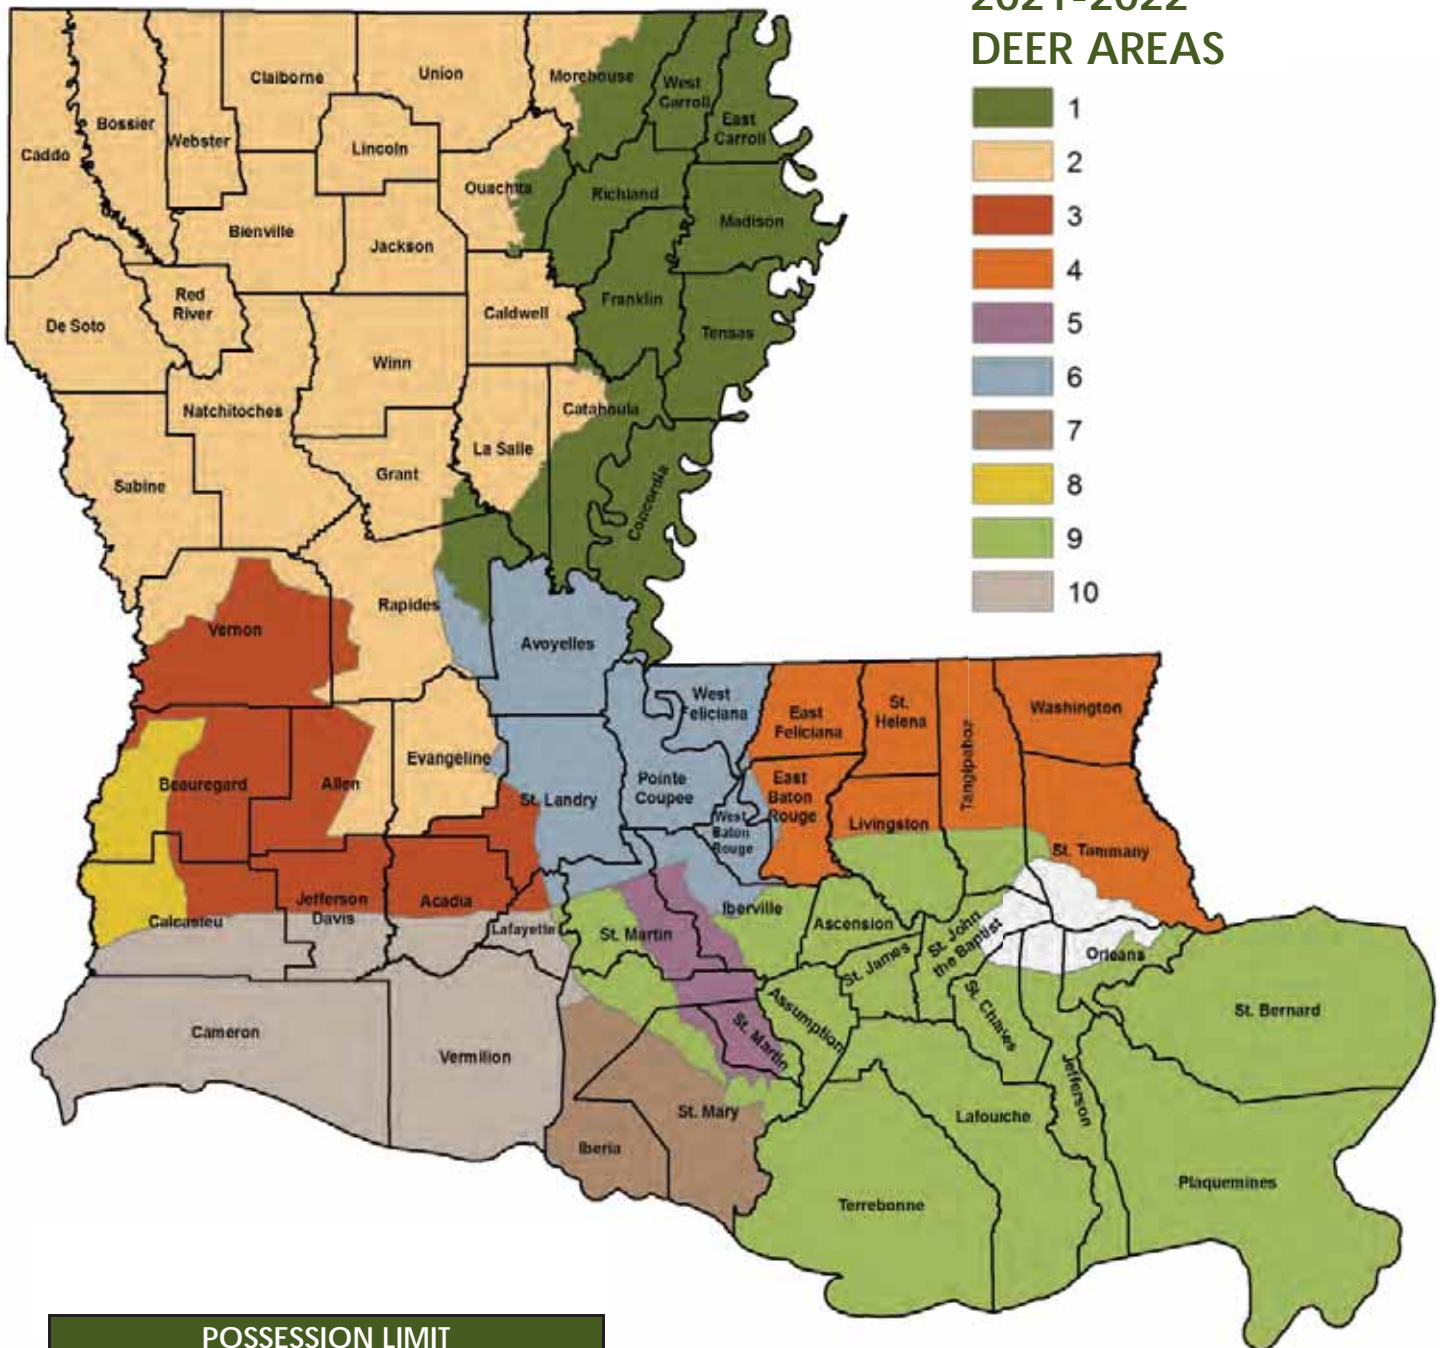 2021-2022
DEER AREAS
1
2
3
4
5
6
7
8
9
10
Caddo
Bossier
Webster
Claiborne
Union
Morehouse
West
Carroll
East
Carroll
Lincoln
Ouachita
Richland
Madison
Bienville
Jackson
Red
River
De Soto
Caldwell
Franklin
Tensas
Winn
Natchitoches
Catahoula
La Salle
Grant
Sabine
Concordia
Rapides
Vernon
Avoyelles
West
Feliciana
East
Feliciana
St.
Helena
Tangipahoa
Washington
Beauregard
Allen
Evangeline
St. Landry
Pointe
Coupee
West
Baton
Rouge
East
Baton
Rouge
Livingston
St. Tammany
Calcasieu
Jefferson
Davis
Acadia
Lafayette
St. Martin
Iberville
Ascension
St. James
St. John
the Baptist
Orleans
St. Bernard
Cameron
Vermilion
Assumption
St. Martin
St. Charles
Jefferson
St. Mary
Iberia
Lafourche
Terrebonne
Plaquemines
POSSESSION LIMIT